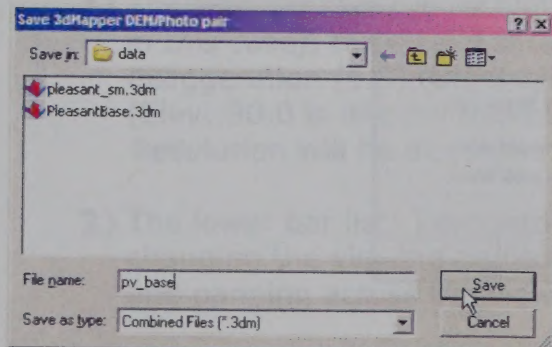 Save 3dMapper DEM/Photo pair
Save in: data
pleasant_sm.3dm
PleasantBase.3dm
File name: pv_base Save
Save as type: Combined Files (*.3dm) Cancel